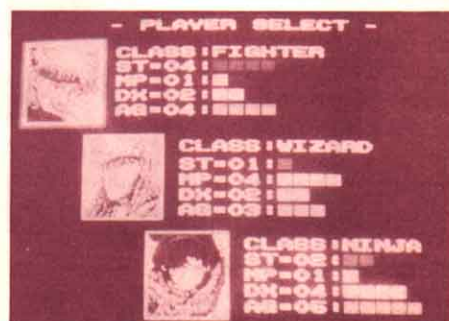 - PLAYER SELECT -
CLASS:FIGHTER
ST=04:
MP=01:
DX=02:
AG=04:
CLASS:WIZARD
ST=01:
MP=04:
DX=02:
AG=03:
CLASS:NINJA
ST=02:
MP=01:
DX=04:
AG=05: